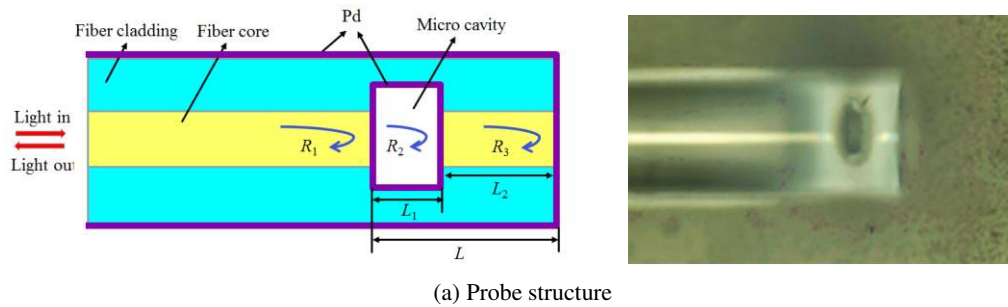 Fiber cladding
Fiber core
Pd
Micro cavity
Light in
Light out
R1
R2
R3
L2
L1
L
(a) Probe structure